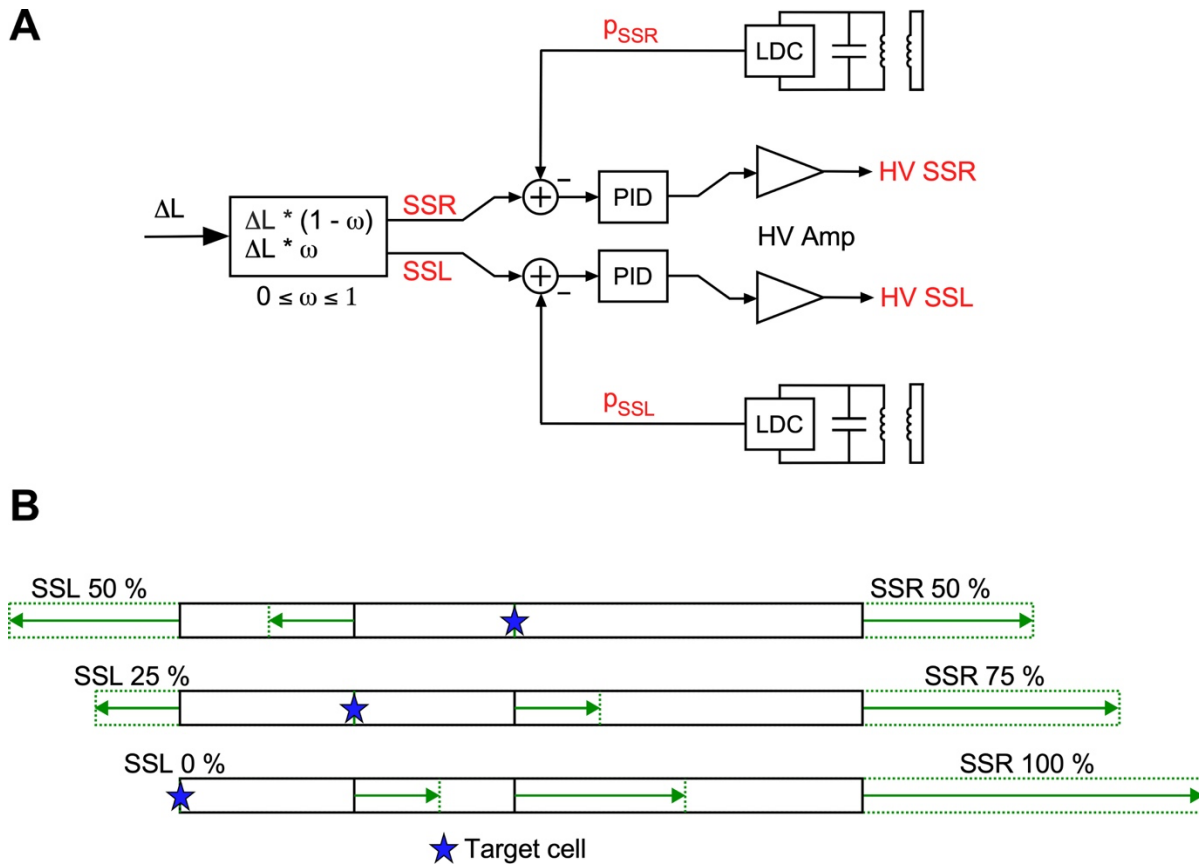 A
pSSR
LDC
SSR
−
PID
HV SSR
ΔL
ΔL * (1 - ω)
ΔL * ω
0 ≤ ω ≤ 1
+
HV Amp
SSL
+
−
PID
HV SSL
pSSL
LDC
B
SSL 50 %
SSR 50 %
SSL 25 %
SSR 75 %
SSL 0 %
SSR 100 %
Target cell